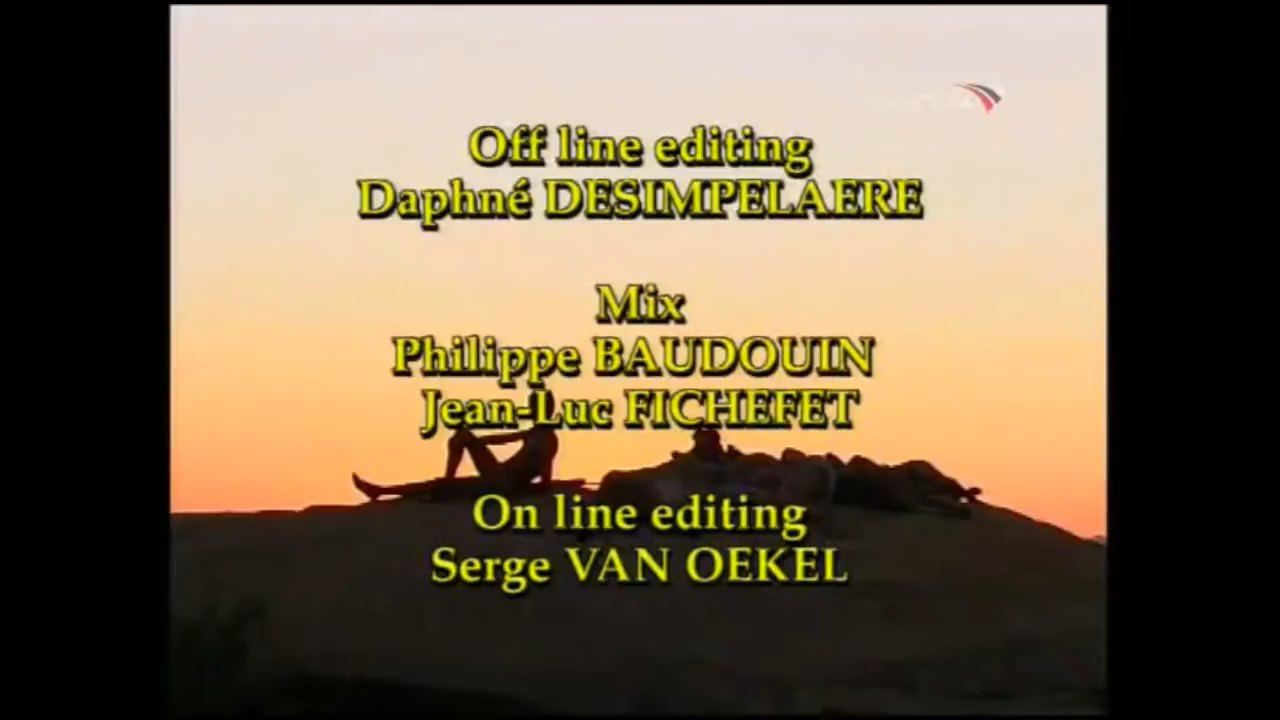 Off line editing
Daphné DESIMPELAERE
Mix
Philippe BAUDOUIN
Jean-Luc FICHEFET
On line editing
Serge VAN OEKEL